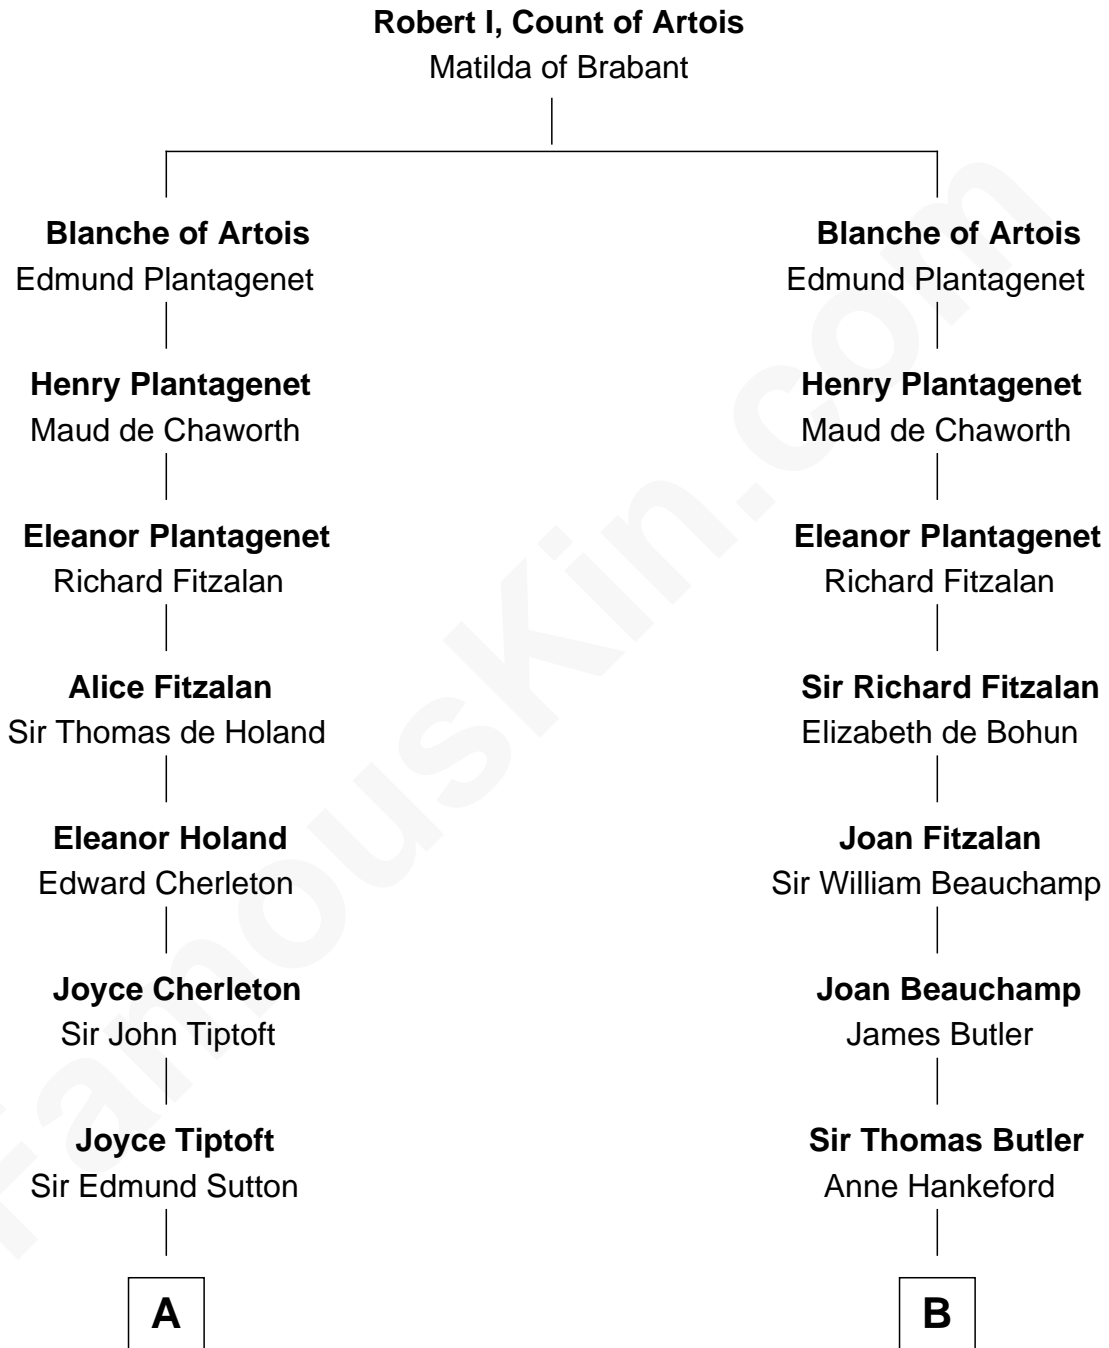 Robert I, Count of Artois
Matilda of Brabant
Blanche of Artois
Edmund Plantagenet
Blanche of Artois
Edmund Plantagenet
Henry Plantagenet
Maud de Chaworth
Henry Plantagenet
Maud de Chaworth
Eleanor Plantagenet
Richard Fitzalan
Eleanor Plantagenet
Richard Fitzalan
Alice Fitzalan
Sir Thomas de Holand
Sir Richard Fitzalan
Elizabeth de Bohun
Eleanor Holand
Edward Cherleton
Joan Fitzalan
Sir William Beauchamp
Joyce Cherleton
Sir John Tiptoft
Joan Beauchamp
James Butler
Joyce Tiptoft
Sir Edmund Sutton
Sir Thomas Butler
Anne Hankeford
A
B
FamousKin.com